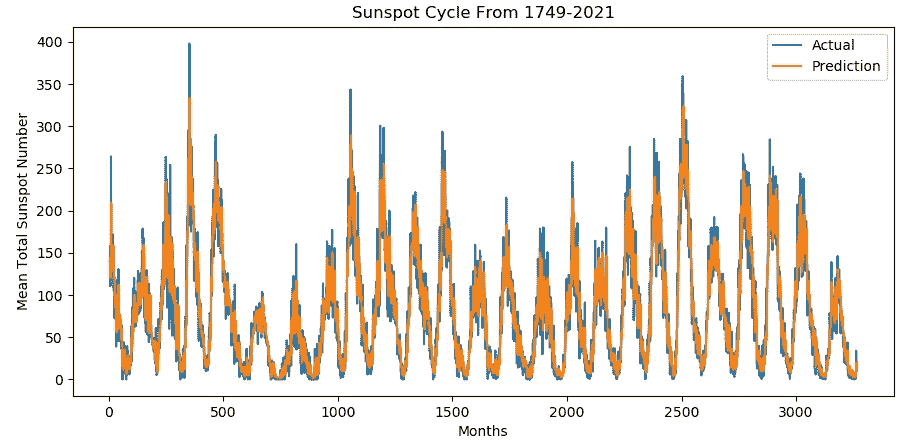 Sunspot Cycle From 1749-2021
Actual
Prediction
Mean Total Sunspot Number
400
350
300
250
200
150
100
50
0
0 500 1000 1500 2000 2500 3000
Months